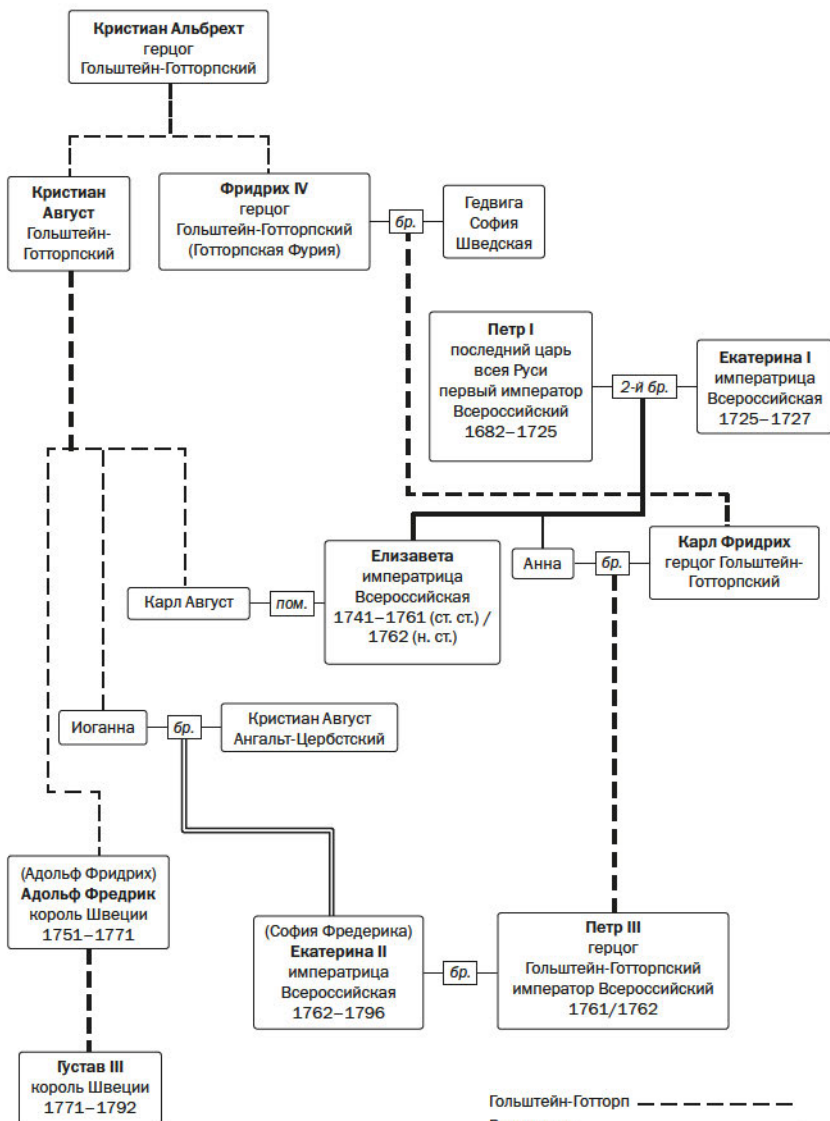 Кристиан Альбрехт
герцог
Гольштейн-Готторпский
Кристиан
Август
Гольштейн-
Готторпский
Фридрих IV
герцог
Гольштейн-Готторпский
(Готторпская Фурия)
бр.
Гедвига
София
Шведская
Петр I
последний царь
всея Руси
первый император
Всероссийский
1682–1725
2-й бр.
Екатерина I
императрица
Всероссийская
1725–1727
Карл Август
пом.
Елизавета
императрица
Всероссийская
1741–1761 (ст. ст.) /
1762 (н. ст.)
Анна
бр.
Карл Фридрих
герцог Гольштейн-
Готторпский
Иоганна
бр.
Кристиан Август
Ангальт-Цербстский
(Адольф Фридрих)
Адольф Фредрик
король Швеции
1751–1771
(София Фредерика)
Екатерина II
императрица
Всероссийская
1762–1796
бр.
Петр III
герцог
Гольштейн-Готторпский
император Всероссийский
1761/1762
Густав III
король Швеции
1771–1792
Гольштейн-Готторп